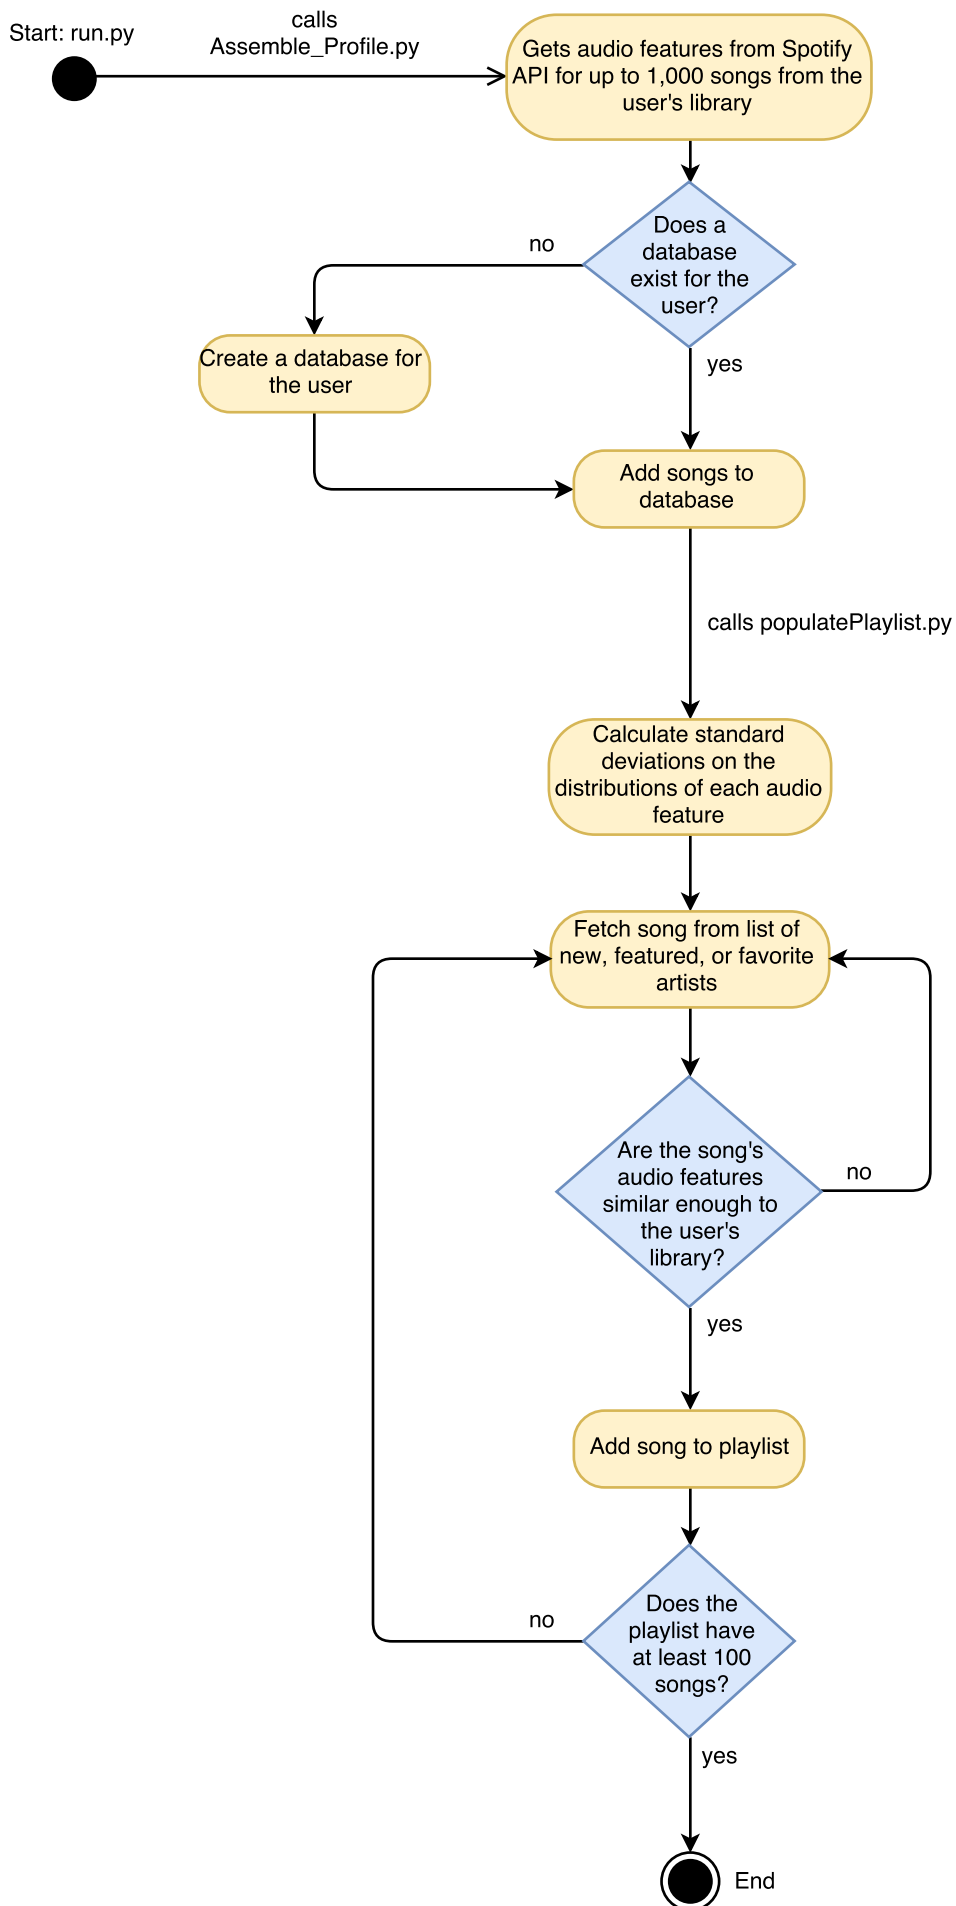 Start: run.py
calls
Assemble_Profile.py
Gets audio features from Spotify
API for up to 1,000 songs from the
user's library
Does a
database
exist for the
user?
no
yes
Create a database for
the user
Add songs to
database
calls populatePlaylist.py
Calculate standard
deviations on the
distributions of each audio
feature
Fetch song from list of
new, featured, or favorite
artists
Are the song's
audio features
similar enough to
the user's
library?
no
yes
Add song to playlist
Does the
playlist have
at least 100
songs?
no
yes
End